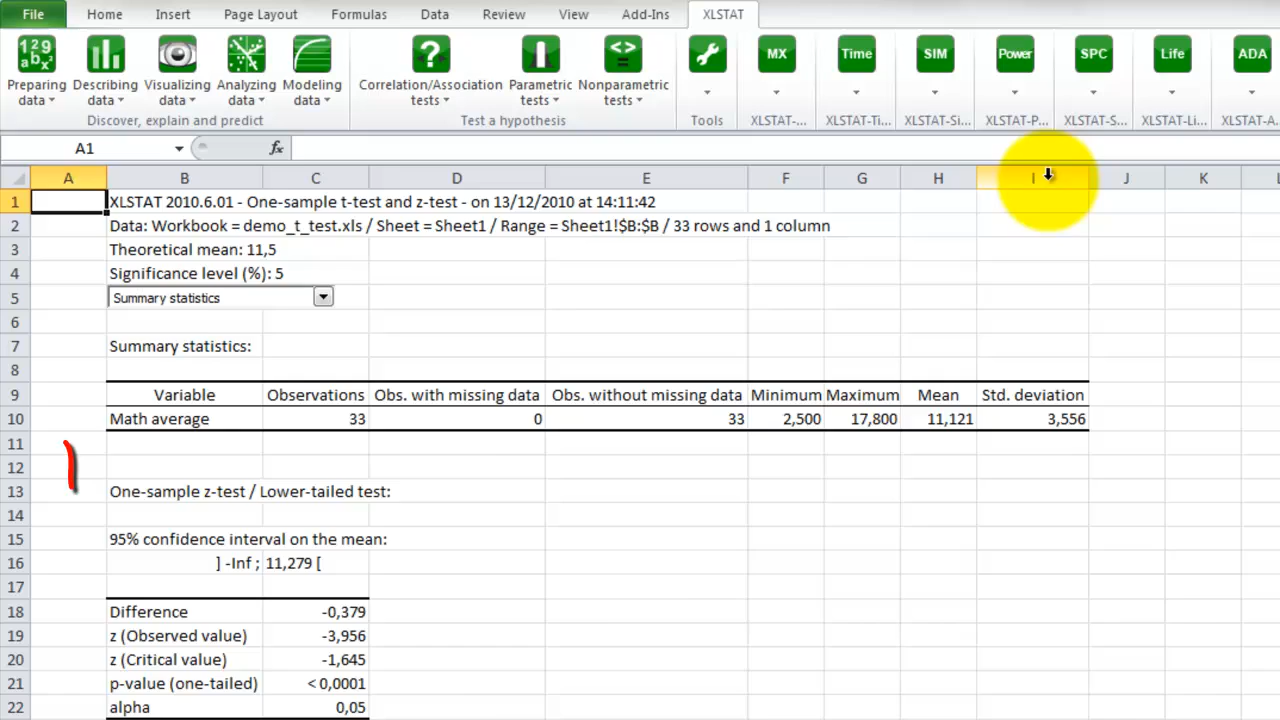 File Home Insert Page Layout Formulas Data Review View Add-Ins XLSTAT
123 abx² ? <> MX Time SIM Power SPC Life ADA
Preparing data Describing data Visualizing data Analyzing data Modeling data Correlation/Association tests Parametric tests Nonparametric tests
Discover, explain and predict Test a hypothesis Tools XLSTAT-... XLSTAT-Ti... XLSTAT-Si... XLSTAT-P... XLSTAT-S... XLSTAT-Li... XLSTAT-A...
A1 fx
A B C D E F G H I J K L
1 XLSTAT 2010.6.01 - One-sample t-test and z-test - on 13/12/2010 at 14:11:42
2 Data: Workbook = demo_t_test.xls / Sheet = Sheet1 / Range = Sheet1!$B:$B / 33 rows and 1 column
3 Theoretical mean: 11,5
4 Significance level (%): 5
5 Summary statistics
6
7 Summary statistics:
8
9 Variable Observations Obs. with missing data Obs. without missing data Minimum Maximum Mean Std. deviation
10 Math average 33 0 33 2,500 17,800 11,121 3,556
11
12
13 One-sample z-test / Lower-tailed test:
14
15 95% confidence interval on the mean:
16 ] -Inf ; 11,279 [
17
18 Difference -0,379
19 z (Observed value) -3,956
20 z (Critical value) -1,645
21 p-value (one-tailed) < 0,0001
22 alpha 0,05